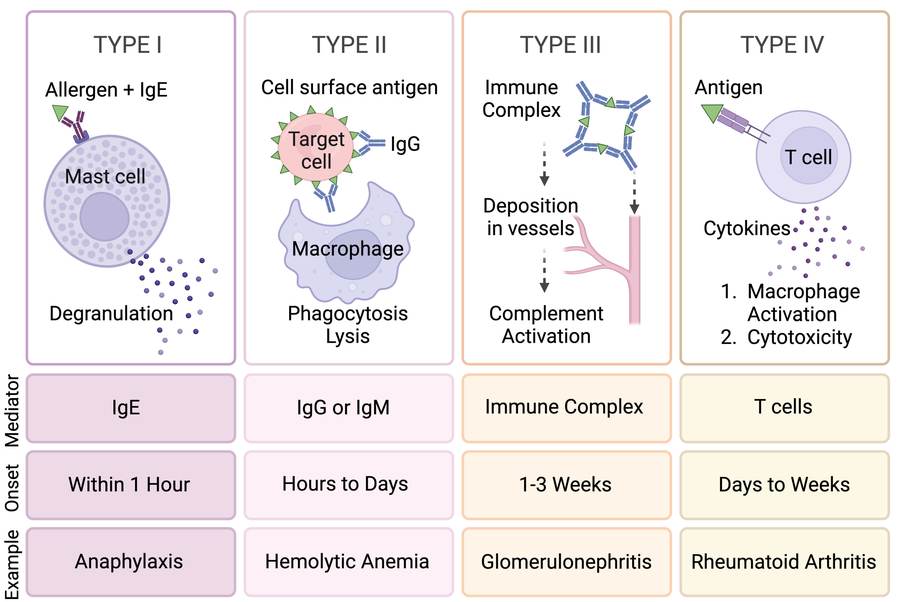 TYPE I
Allergen + IgE
Mast cell
Degranulation
TYPE II
Cell surface antigen
Target
cell
IgG
Macrophage
Phagocytosis
Lysis
TYPE III
Immune
Complex
Deposition
in vessels
Complement
Activation
TYPE IV
Antigen
T cell
Cytokines
1. Macrophage
Activation
2. Cytotoxicity
Mediator
IgE
IgG or IgM
Immune Complex
T cells
Onset
Within 1 Hour
Hours to Days
1-3 Weeks
Days to Weeks
Example
Anaphylaxis
Hemolytic Anemia
Glomerulonephritis
Rheumatoid Arthritis